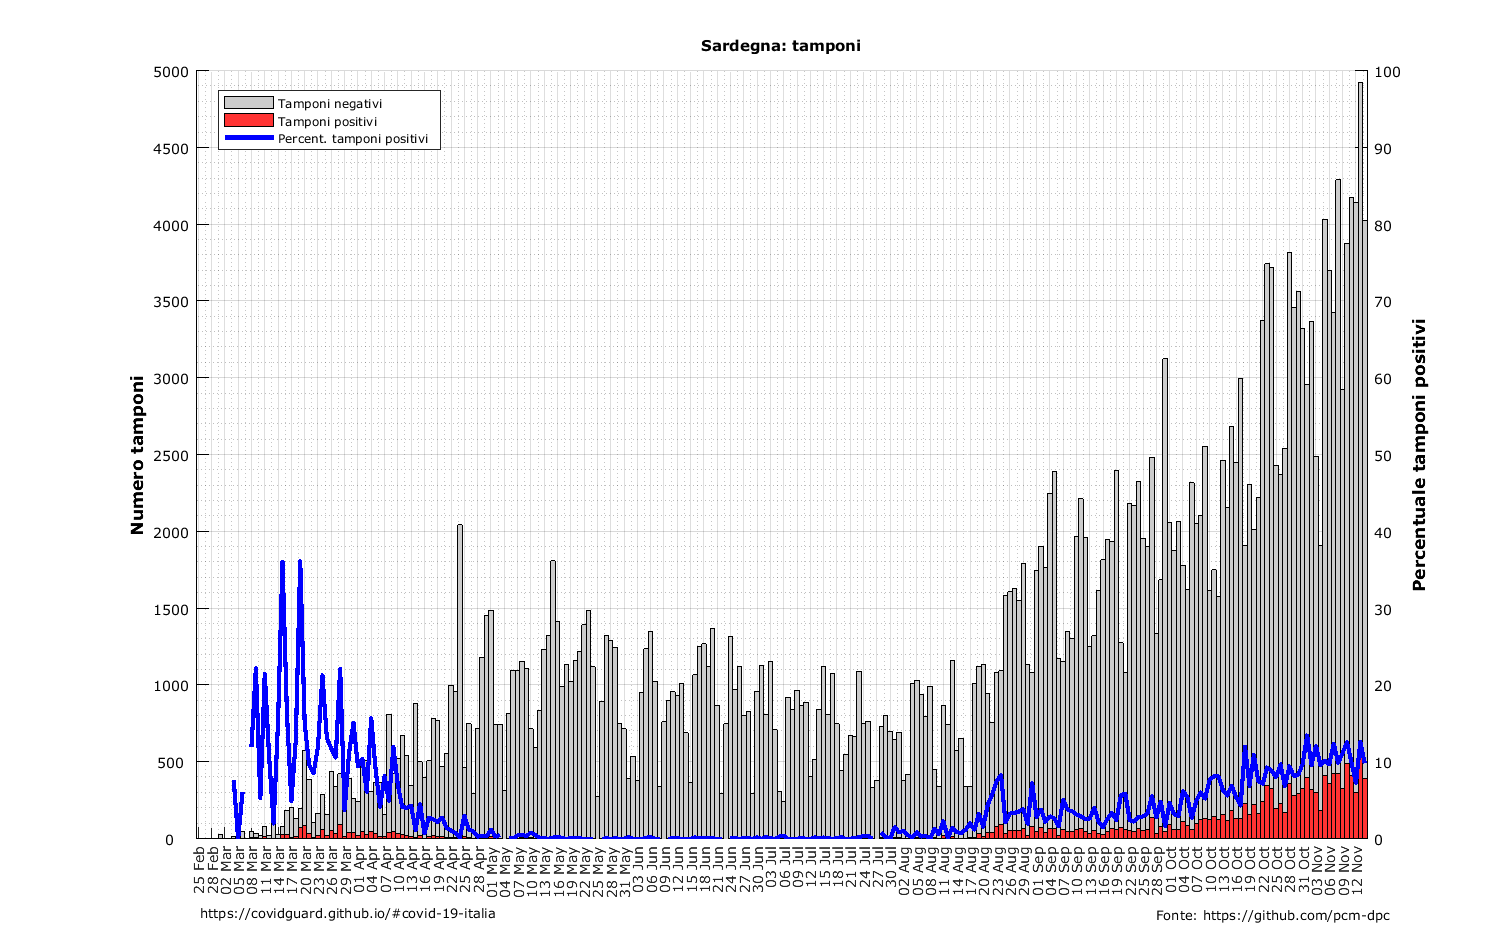 Sardegna: tamponi
Tamponi negativi
Tamponi positivi
Percent. tamponi positivi
Numero tamponi
5000
4500
4000
3500
3000
2500
2000
1500
1000
500
0
100
90
80
70
60
50
40
30
20
10
0
Percentuale tamponi positivi
25 Feb
28 Feb
02 Mar
05 Mar
08 Mar
11 Mar
14 Mar
17 Mar
20 Mar
23 Mar
26 Mar
29 Mar
01 Apr
04 Apr
07 Apr
10 Apr
13 Apr
16 Apr
19 Apr
22 Apr
25 Apr
28 Apr
01 May
04 May
07 May
10 May
13 May
16 May
19 May
22 May
25 May
28 May
31 May
03 Jun
06 Jun
09 Jun
12 Jun
15 Jun
18 Jun
21 Jun
24 Jun
27 Jun
30 Jun
03 Jul
06 Jul
09 Jul
12 Jul
15 Jul
18 Jul
21 Jul
24 Jul
27 Jul
30 Jul
02 Aug
05 Aug
08 Aug
11 Aug
14 Aug
17 Aug
20 Aug
23 Aug
26 Aug
29 Aug
01 Sep
04 Sep
07 Sep
10 Sep
13 Sep
16 Sep
19 Sep
22 Sep
25 Sep
28 Sep
01 Oct
04 Oct
07 Oct
10 Oct
13 Oct
16 Oct
19 Oct
22 Oct
25 Oct
28 Oct
31 Oct
03 Nov
06 Nov
09 Nov
12 Nov
https://covidguard.github.io/#covid-19-italia
Fonte: https://github.com/pcm-dpc